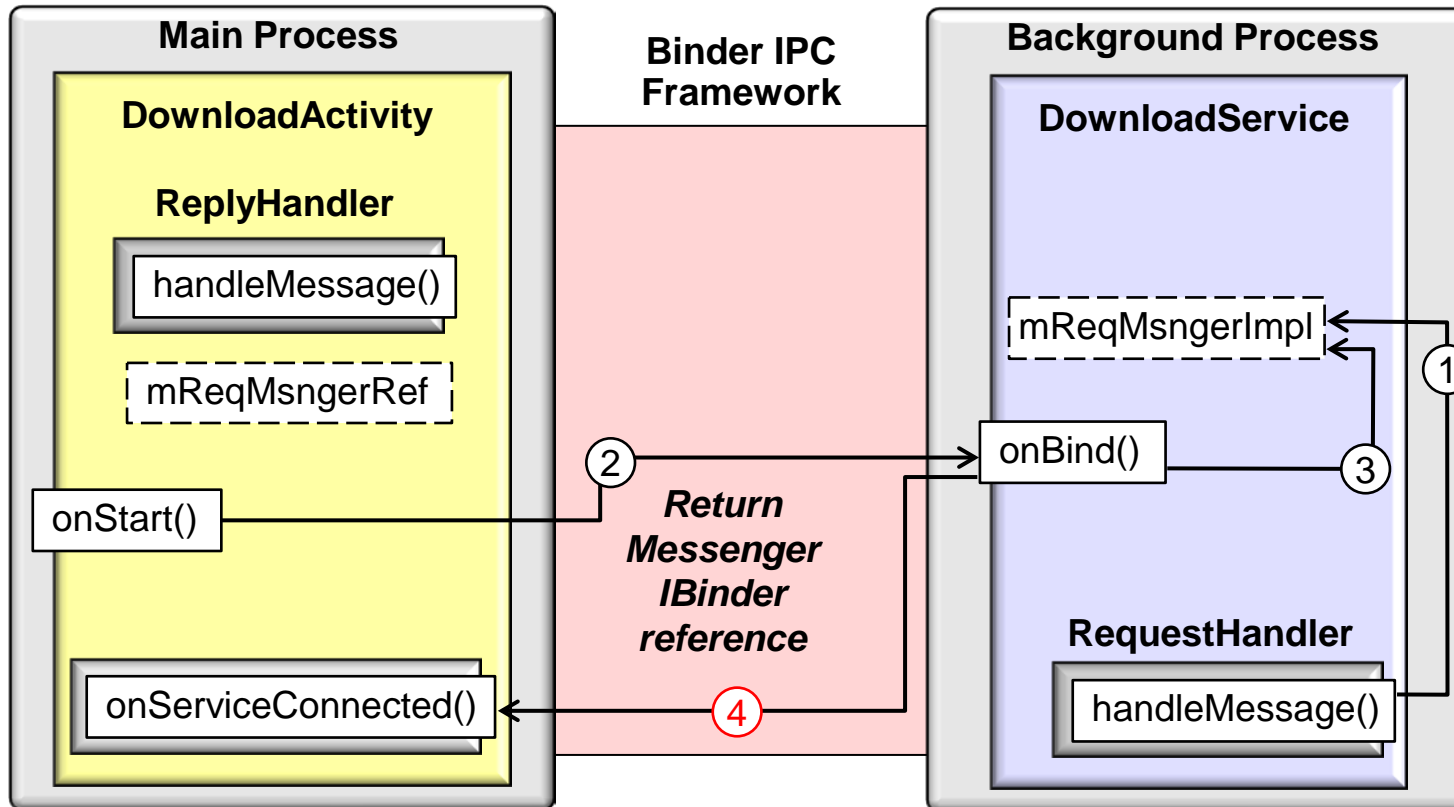 Main Process
DownloadActivity
ReplyHandler
handleMessage()
mReqMsngerRef
onStart()
onServiceConnected()
Binder IPC
Framework
2
Return
Messenger
IBinder
reference
4
Background Process
DownloadService
mReqMsngerImpl
1
onBind()
3
RequestHandler
handleMessage()